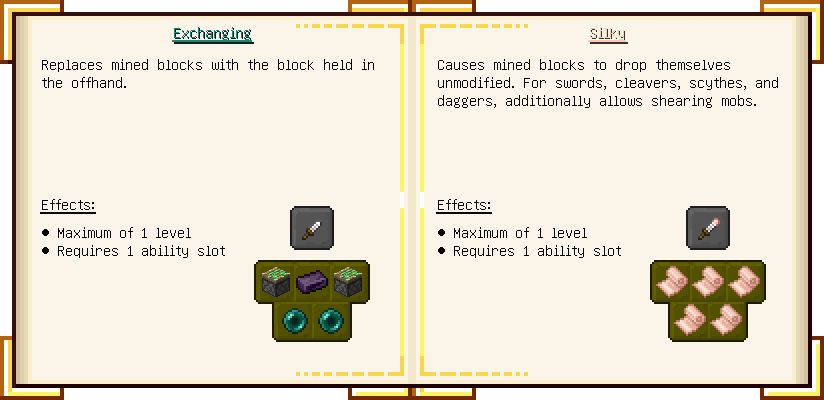 Exchanging
Replaces mined blocks with the block held in
the offhand.
Effects:
● Maximum of 1 level
● Requires 1 ability slot
Silky
Causes mined blocks to drop themselves
unmodified. For swords, cleavers, scythes, and
daggers, additionally allows shearing mobs.
Effects:
● Maximum of 1 level
● Requires 1 ability slot